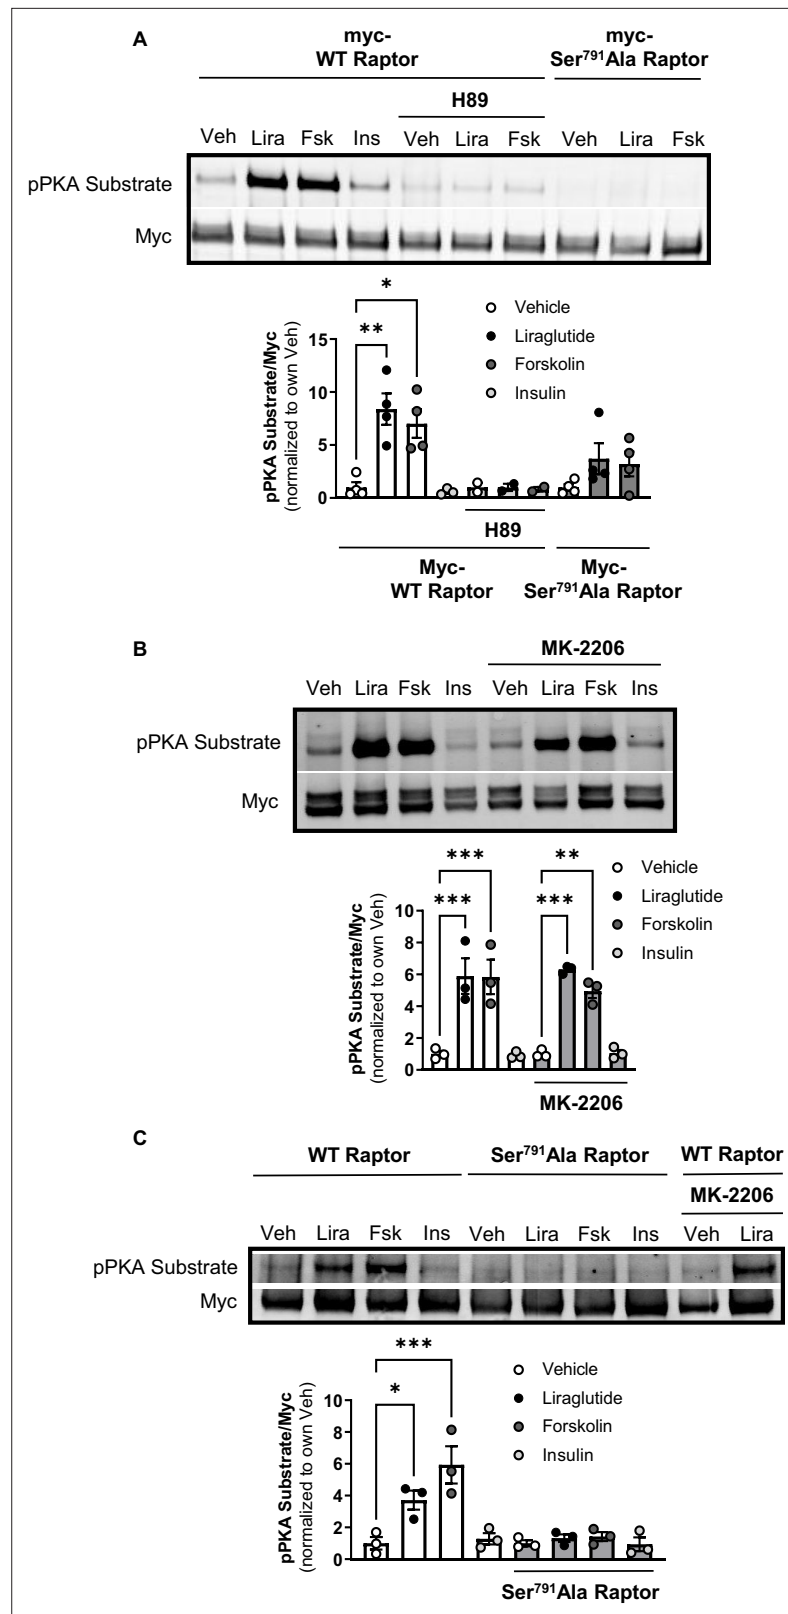 A
myc-
WT Raptor
myc-
Ser⁷⁹¹Ala Raptor
H89
Veh Lira Fsk Ins Veh Lira Fsk Veh Lira Fsk
pPKA Substrate
Myc
pPKA Substrate/Myc
(normalized to own Veh)
15
10
5
0
*
**
Vehicle
Liraglutide
Forskolin
Insulin
H89
Myc-
WT Raptor
Myc-
Ser⁷⁹¹Ala Raptor
B
MK-2206
Veh Lira Fsk Ins Veh Lira Fsk Ins
pPKA Substrate
Myc
pPKA Substrate/Myc
(normalized to own Veh)
10
8
6
4
2
0
***
***
**
***
Vehicle
Liraglutide
Forskolin
Insulin
MK-2206
C
WT Raptor Ser⁷⁹¹Ala Raptor WT Raptor
MK-2206
Veh Lira Fsk Ins Veh Lira Fsk Ins Veh Lira
pPKA Substrate
Myc
pPKA Substrate/Myc
(normalized to own Veh)
10
8
6
4
2
0
***
*
Vehicle
Liraglutide
Forskolin
Insulin
Ser⁷⁹¹Ala Raptor